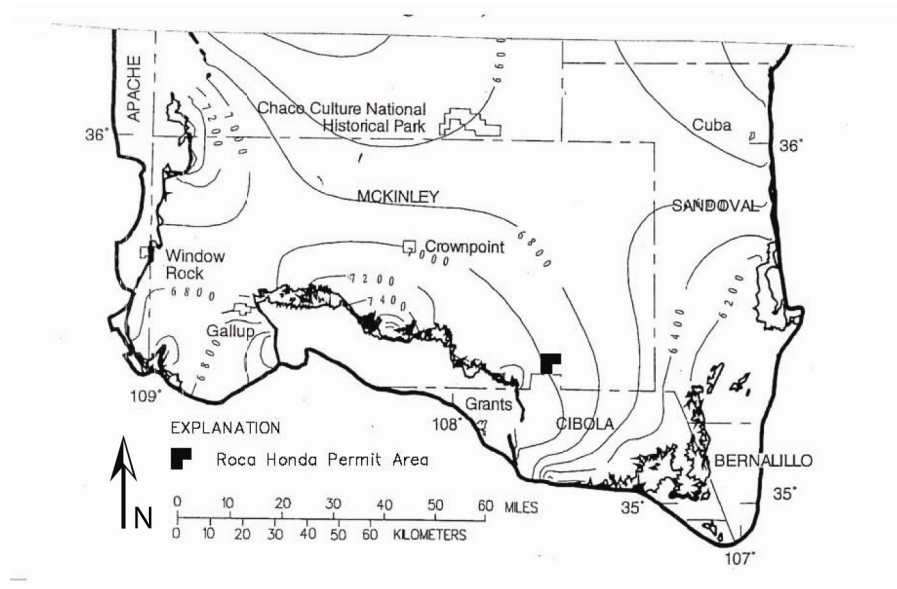 6600
APACHE
Chaco Culture National
Historical Park
7000
7200
36°
Cuba
36°
MCKINLEY
SANDOVAL
6800
Crownpoint
7000
Window
Rock
7200
6200
6800
7400
6400
Gallup
6800
109°
Grants
108°
CIBOLA
EXPLANATION
Roca Honda Permit Area
BERNALILLO
N
0 10 20 30 40 50 60 MILES
35°
35°
0 10 20 30 40 50 60 KILOMETERS
107°